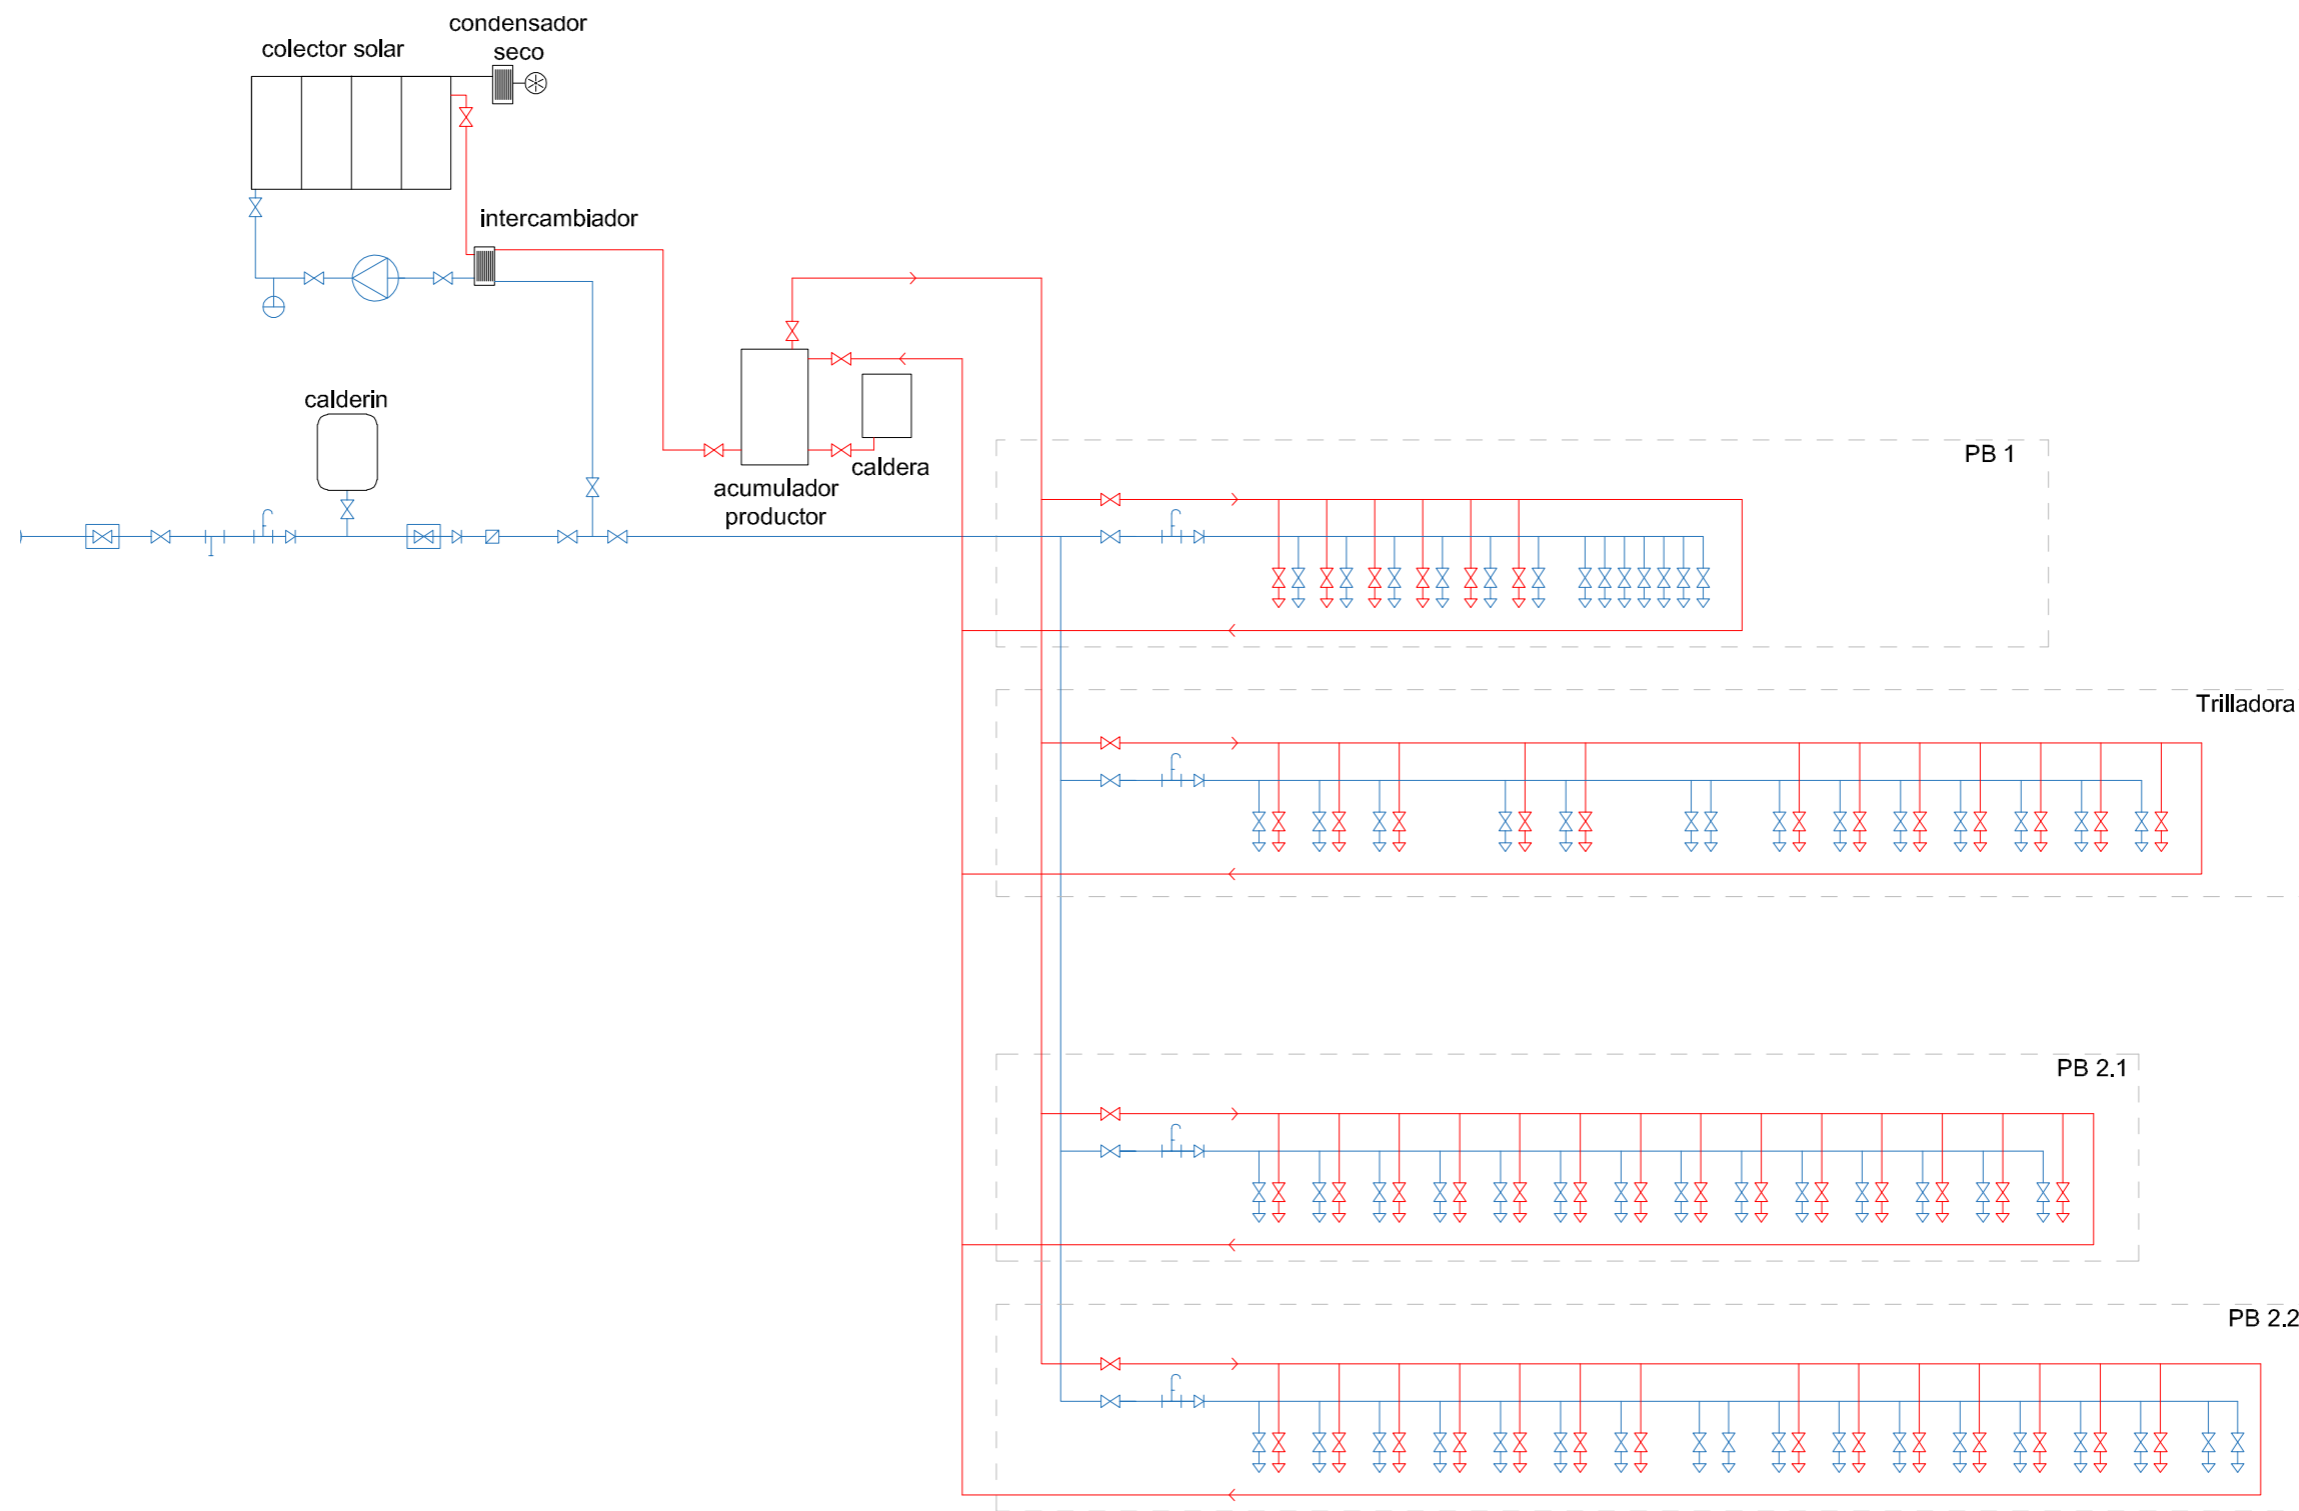 condensador
seco
colector solar
intercambiador
calderin
caldera
acumulador
productor
PB 1
Trilladora
PB 2.1
PB 2.2